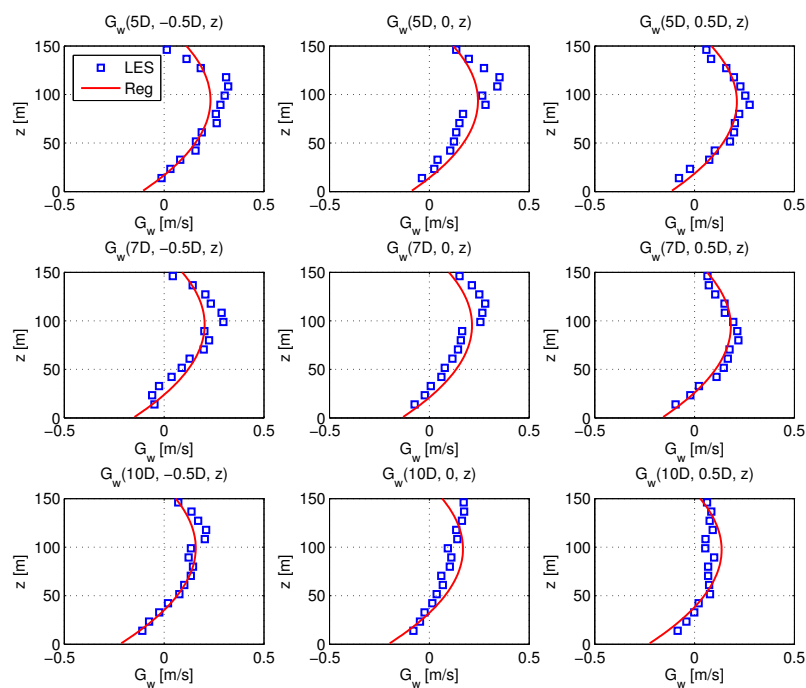 G_w(5D, −0.5D, z)
G_w(5D, 0, z)
G_w(5D, 0.5D, z)
150
100
50
0
z [m]
LES
Reg
−0.5
0
0.5
G_w [m/s]
150
100
50
0
z [m]
−0.5
0
0.5
G_w [m/s]
150
100
50
0
z [m]
−0.5
0
0.5
G_w [m/s]
G_w(7D, −0.5D, z)
G_w(7D, 0, z)
G_w(7D, 0.5D, z)
150
100
50
0
z [m]
−0.5
0
0.5
G_w [m/s]
150
100
50
0
z [m]
−0.5
0
0.5
G_w [m/s]
150
100
50
0
z [m]
−0.5
0
0.5
G_w [m/s]
G_w(10D, −0.5D, z)
G_w(10D, 0, z)
G_w(10D, 0.5D, z)
150
100
50
0
z [m]
−0.5
0
0.5
G_w [m/s]
150
100
50
0
z [m]
−0.5
0
0.5
G_w [m/s]
150
100
50
0
z [m]
−0.5
0
0.5
G_w [m/s]